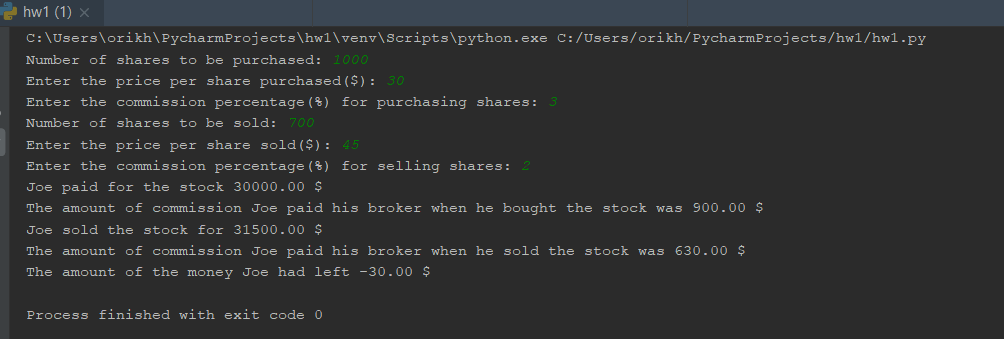 hw1 (1) ×
C:\Users\orikh\PycharmProjects\hw1\venv\Scripts\python.exe C:/Users/orikh/PycharmProjects/hw1/hw1.py
Number of shares to be purchased: 1000
Enter the price per share purchased($): 30
Enter the commission percentage(%) for purchasing shares: 3
Number of shares to be sold: 700
Enter the price per share sold($): 45
Enter the commission percentage(%) for selling shares: 2
Joe paid for the stock 30000.00 $
The amount of commission Joe paid his broker when he bought the stock was 900.00 $
Joe sold the stock for 31500.00 $
The amount of commission Joe paid his broker when he sold the stock was 630.00 $
The amount of the money Joe had left -30.00 $
Process finished with exit code 0